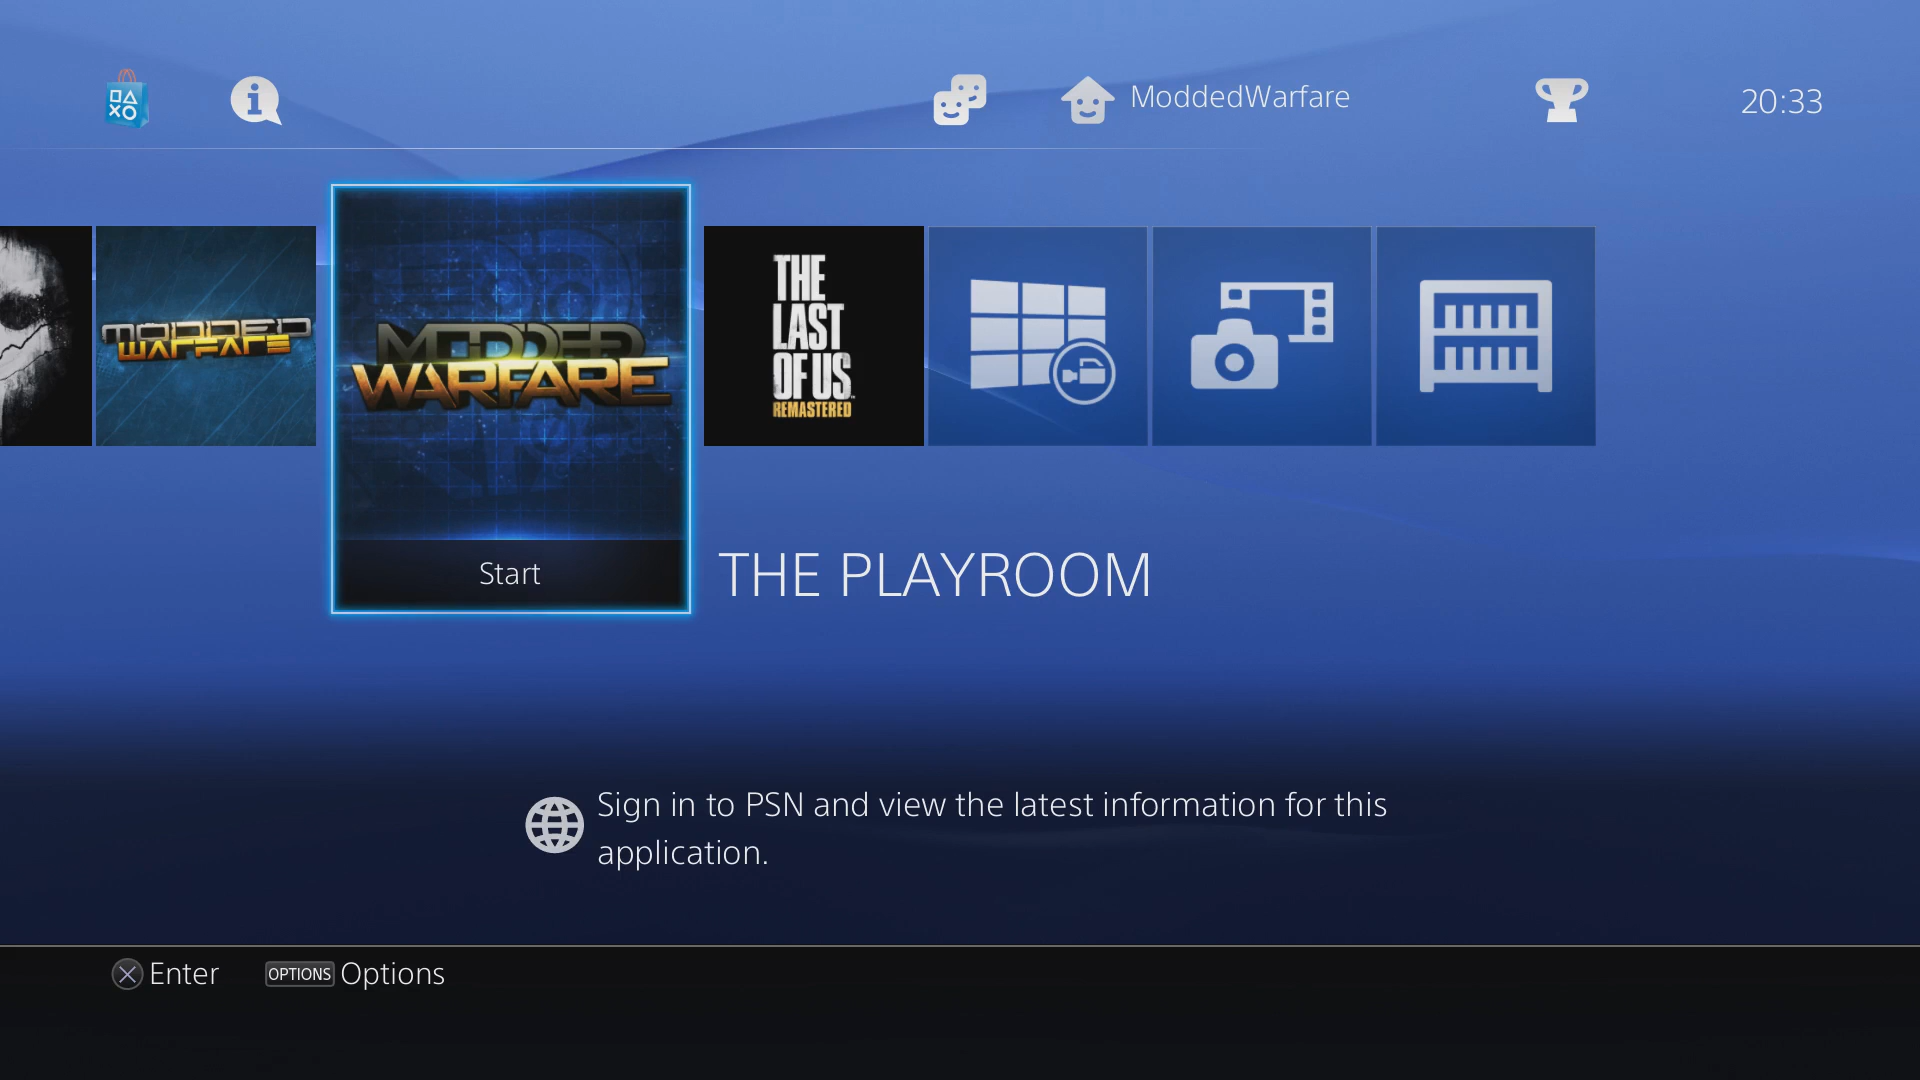 ModdedWarfare
20:33
MODDED
WARFARE
MODDED
WARFARE
THE
LAST
OF US
REMASTERED
Start
THE PLAYROOM
Sign in to PSN and view the latest information for this
application.
Enter
OPTIONS Options